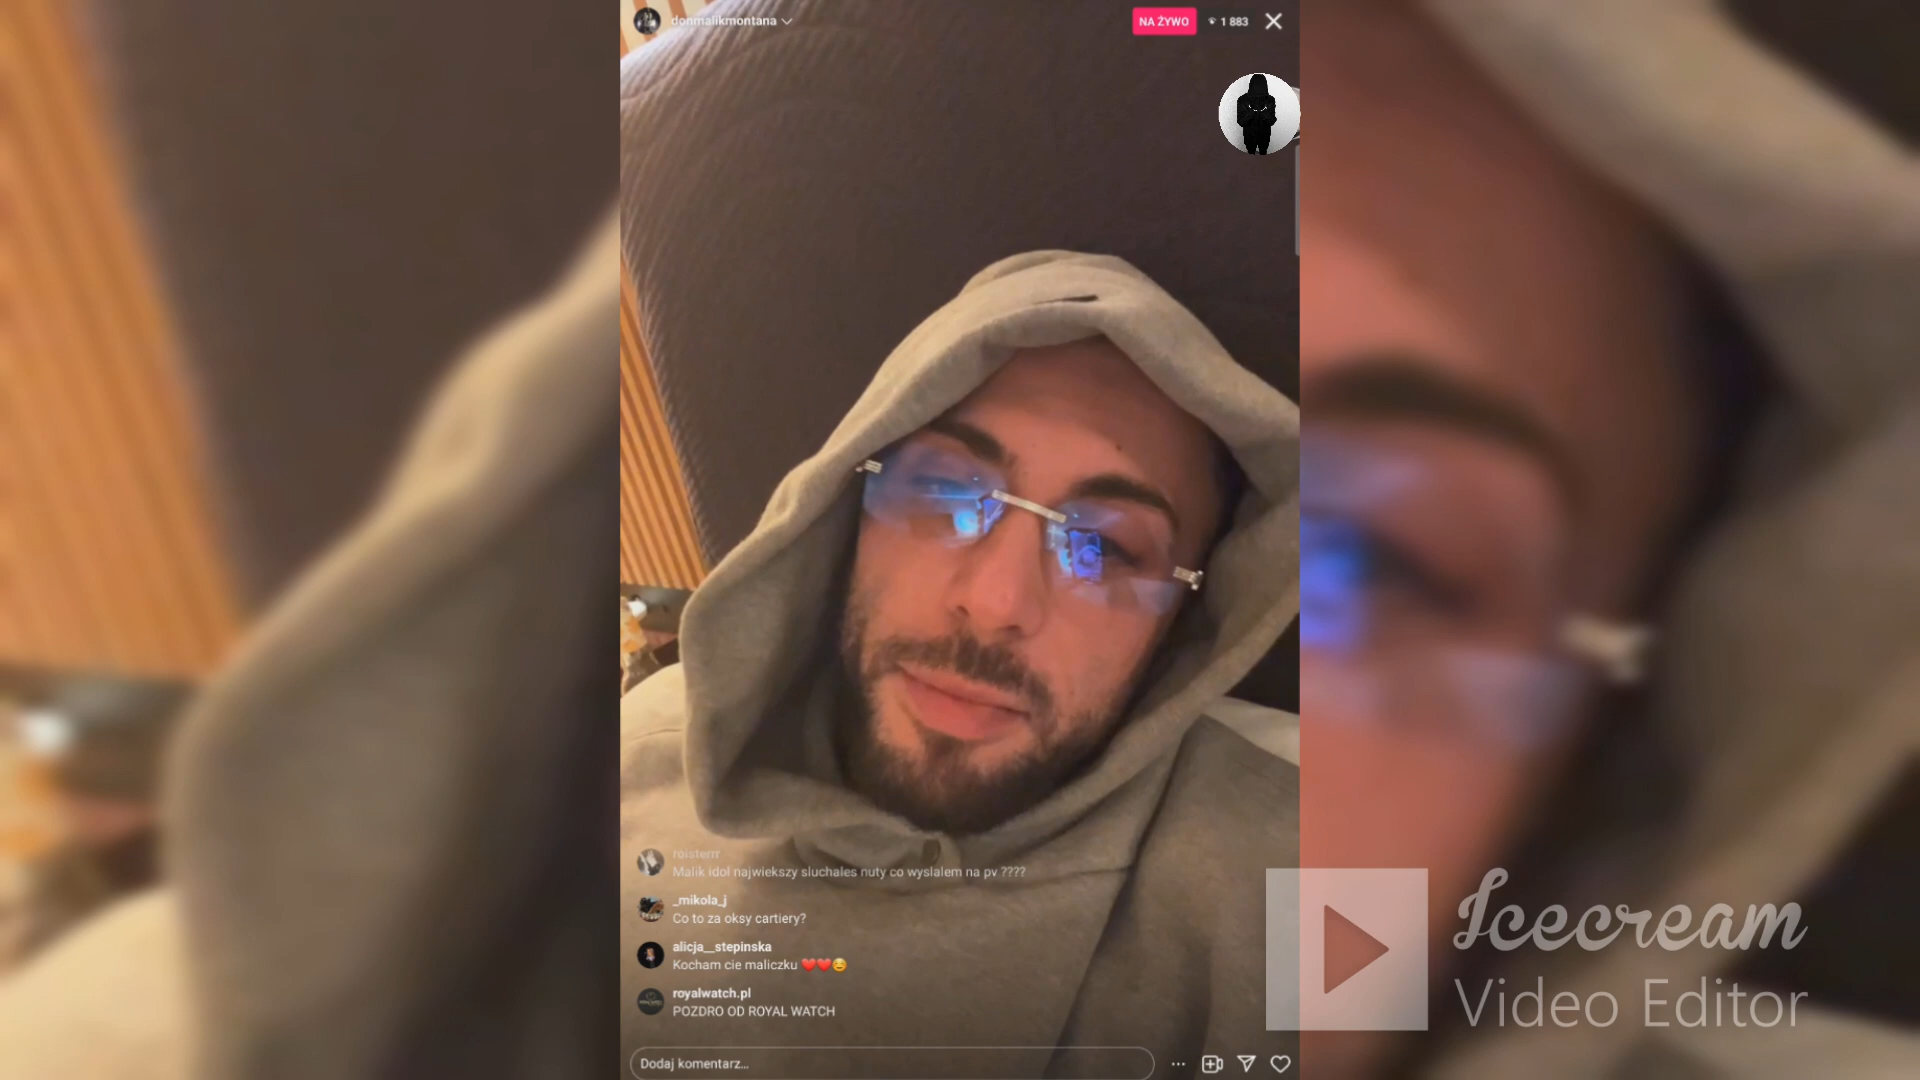 donmalikmontana
NA ŻYWO
1 883
roisterrr
Malik idol najwiekszy sluchales nuty co wyslalem na pv ????
_mikola_j
Co to za oksy cartiery?
alicja__stepinska
Kocham cie maliczku ❤️❤️☺️
royalwatch.pl
POZDRO OD ROYAL WATCH
Dodaj komentarz...
Icecream
Video Editor